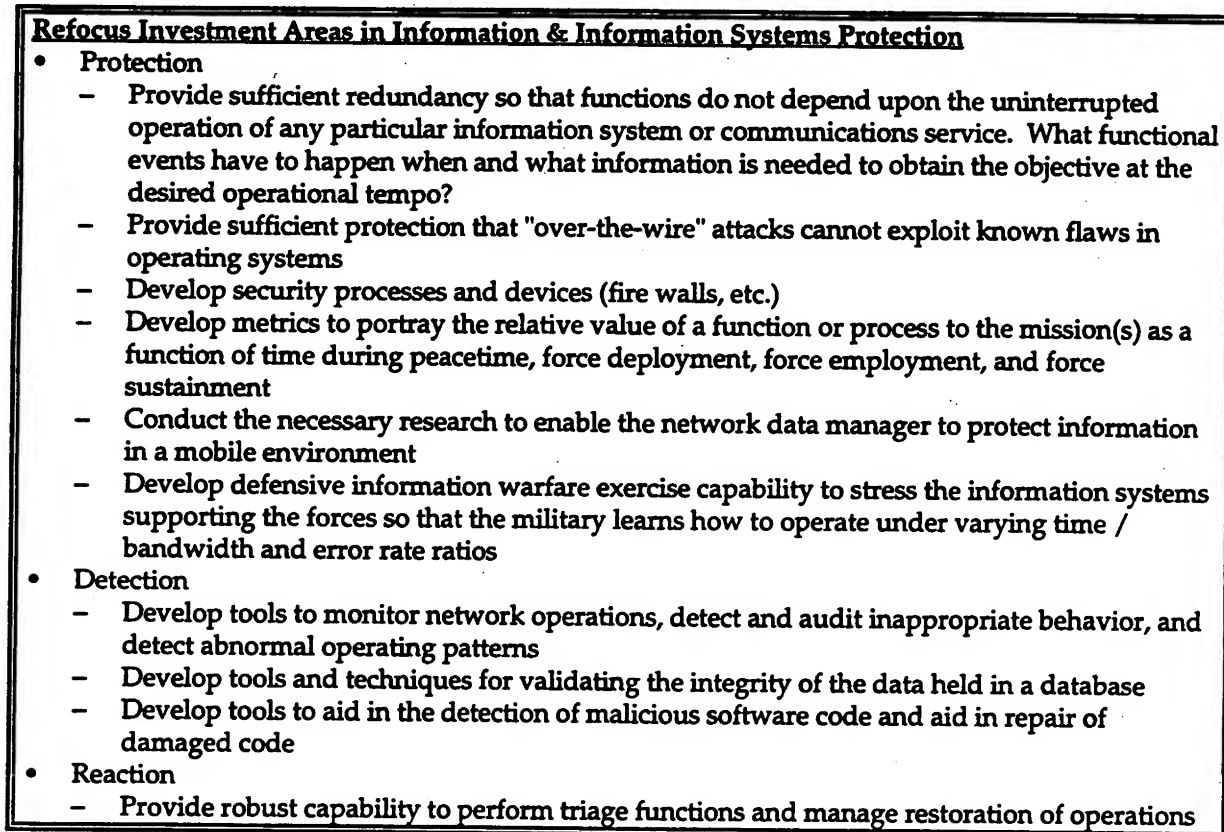 Refocus Investment Areas in Information & Information Systems Protection
• Protection
– Provide sufficient redundancy so that functions do not depend upon the uninterrupted
operation of any particular information system or communications service. What functional
events have to happen when and what information is needed to obtain the objective at the
desired operational tempo?
– Provide sufficient protection that "over-the-wire" attacks cannot exploit known flaws in
operating systems
– Develop security processes and devices (fire walls, etc.)
– Develop metrics to portray the relative value of a function or process to the mission(s) as a
function of time during peacetime, force deployment, force employment, and force
sustainment
– Conduct the necessary research to enable the network data manager to protect information
in a mobile environment
– Develop defensive information warfare exercise capability to stress the information systems
supporting the forces so that the military learns how to operate under varying time /
bandwidth and error rate ratios
• Detection
– Develop tools to monitor network operations, detect and audit inappropriate behavior, and
detect abnormal operating patterns
– Develop tools and techniques for validating the integrity of the data held in a database
– Develop tools to aid in the detection of malicious software code and aid in repair of
damaged code
• Reaction
– Provide robust capability to perform triage functions and manage restoration of operations